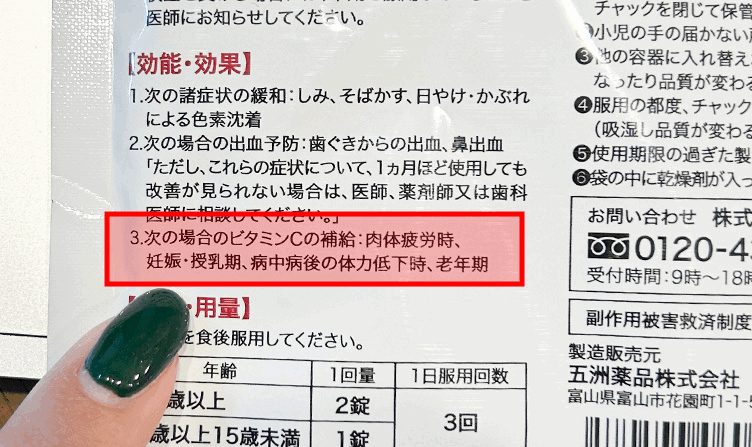 医師にお知らせしてください。
【効能・効果】
1.次の諸症状の緩和:しみ、そばかす、日やけ・かぶれ
による色素沈着
2.次の場合の出血予防:歯ぐきからの出血、鼻出血
「ただし、これらの症状について、1ヵ月ほど使用しても
改善が見られない場合は、医師、薬剤師又は歯科
医師に相談してください。」
3.次の場合のビタミンCの補給:肉体疲労時、
妊娠・授乳期、病中病後の体力低下時、老年期
・用量】
を食後服用してください。
年齢 1回量 1日服用回数
歳以上 2錠 3回
歳以上15歳未満 1錠
チャックを閉じて保管
小児の手の届かない
❸他の容器に入れ替え
なったり品質が変わ
❹服用の都度、チャック
(吸湿し品質が変わる
❺使用期限の過ぎた製
❻袋の中に乾燥剤が入っ
お問い合わせ 株式
0120-4
受付時間:9時〜18時
副作用被害救済制度
製造販売元
五洲薬品株式会社
富山県富山市花園町1-1-5